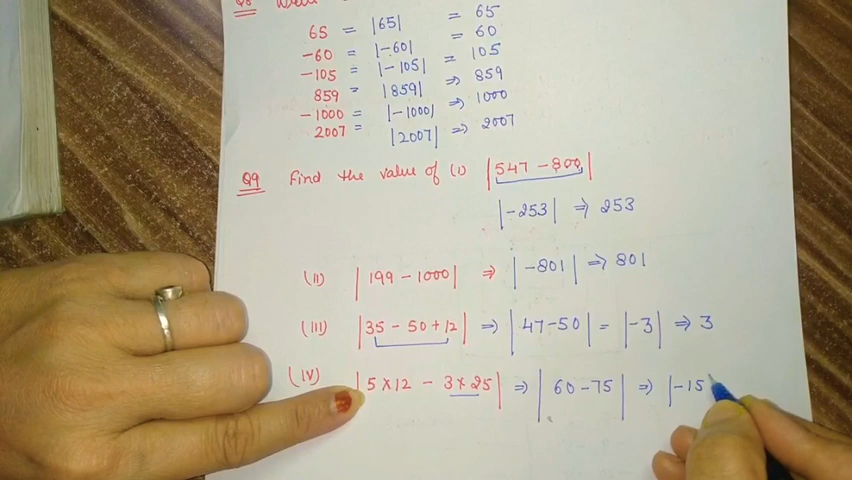 Q8
65 = |65| = 65
-60 = |-60| = 60
-105 = |-105| = 105
859 = |859| ⇒ 859
-1000 = |-1000| ⇒ 1000
2007 = |2007| ⇒ 2007
Q9 Find the value of (I) |547 - 800|
|-253| ⇒ 253
(II) |199 - 1000| ⇒ |-801| ⇒ 801
(III) |35 - 50 + 12| ⇒ |47-50| = |-3| ⇒ 3
(IV) |5 × 12 - 3 × 25| ⇒ |60-75| ⇒ |-15